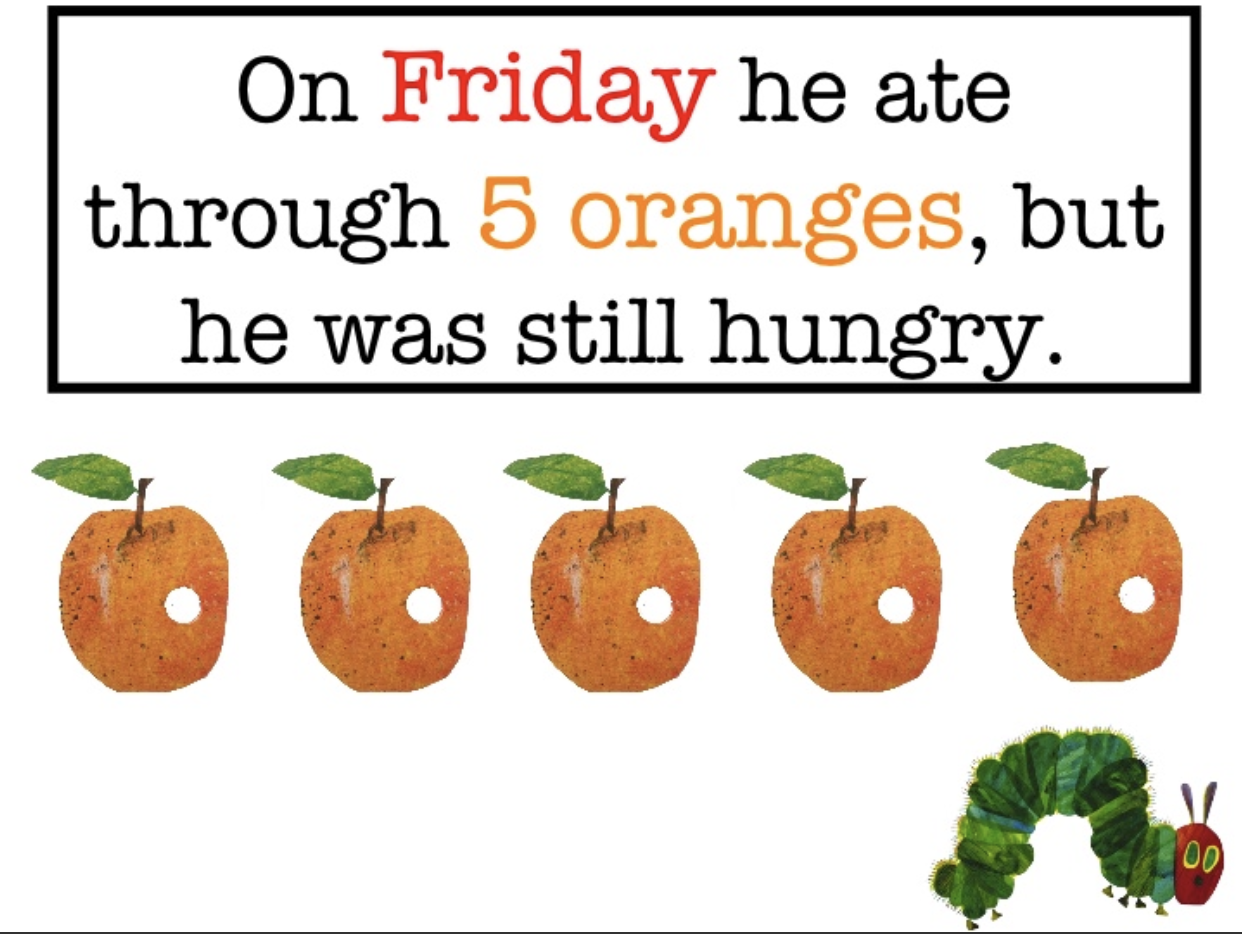 On Friday he ate
through 5 oranges, but
he was still hungry.